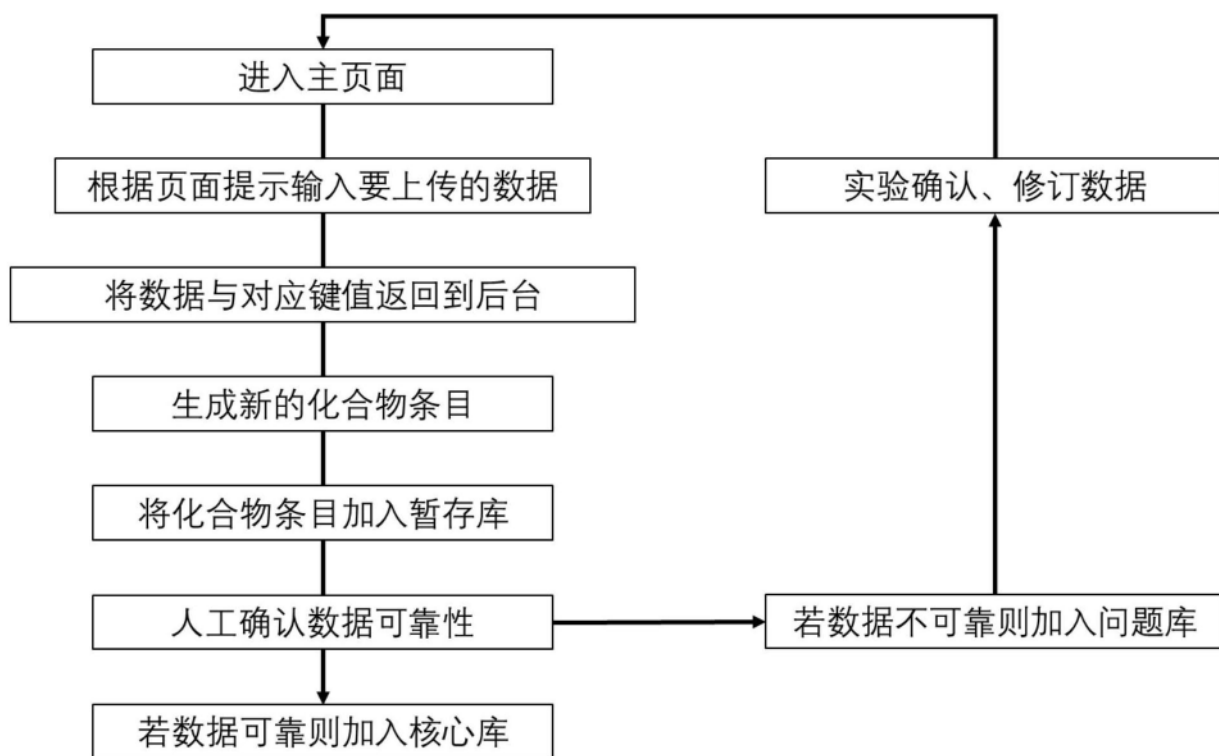 进入主页面
根据页面提示输入要上传的数据
实验确认、修订数据
将数据与对应键值返回到后台
生成新的化合物条目
将化合物条目加入暂存库
人工确认数据可靠性
若数据不可靠则加入问题库
若数据可靠则加入核心库